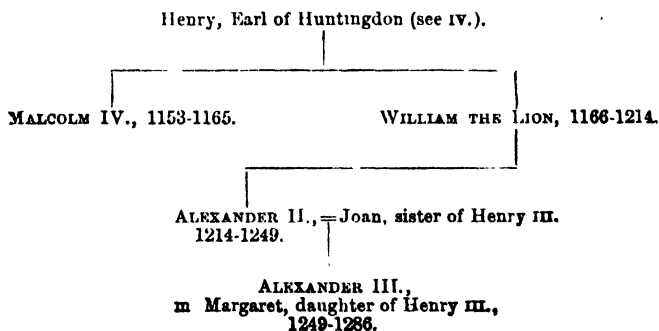 Henry, Earl of Huntingdon (see IV.).
MALCOLM IV., 1153-1165. WILLIAM THE LION, 1166-1214.
ALEXANDER II., = Joan, sister of Henry III.
1214-1249.
ALEXANDER III.,
m Margaret, daughter of Henry III.,
1249-1286.